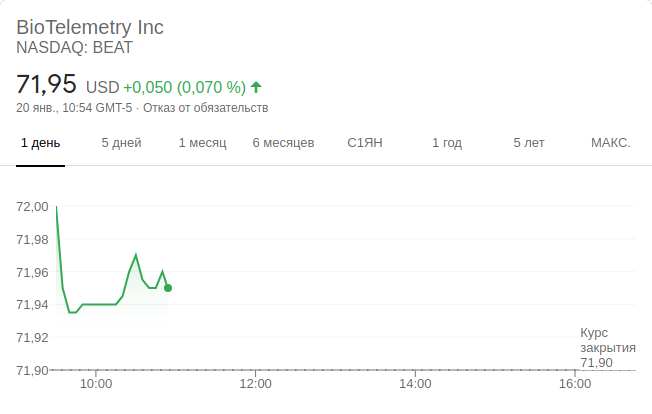 BioTelemetry Inc
NASDAQ: BEAT
71,95 USD +0,050 (0,070 %)
20 янв., 10:54 GMT-5 · Отказ от обязательств
1 день 5 дней 1 месяц 6 месяцев С1ЯН 1 год 5 лет МАКС.
72,00
71,98
71,96
71,94
71,92
71,90
Курс
закрытия
71,90
10:00 12:00 14:00 16:00